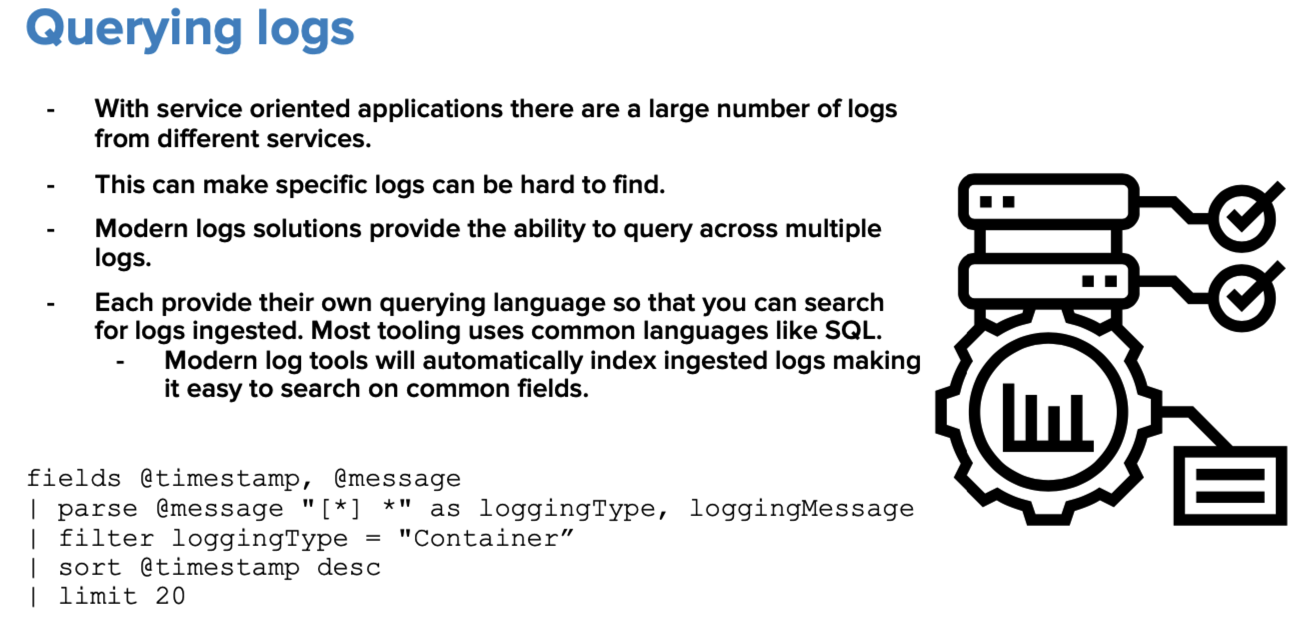 Querying logs
- With service oriented applications there are a large number of logs
from different services.
- This can make specific logs can be hard to find.
- Modern logs solutions provide the ability to query across multiple
logs.
- Each provide their own querying language so that you can search
for logs ingested. Most tooling uses common languages like SQL.
- Modern log tools will automatically index ingested logs making
it easy to search on common fields.
fields @timestamp, @message
| parse @message "[*] *" as loggingType, loggingMessage
| filter loggingType = "Container”
| sort @timestamp desc
| limit 20